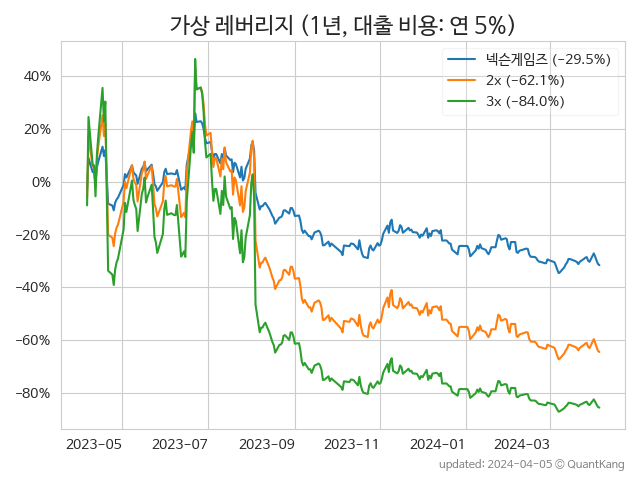 가상 레버리지 (1년, 대출 비용: 연 5%)
넥슨게임즈 (−29.5%)
2x (−62.1%)
3x (−84.0%)
40%
20%
0%
−20%
−40%
−60%
−80%
2023-05 2023-07 2023-09 2023-11 2024-01 2024-03
updated: 2024-04-05 © QuantKang